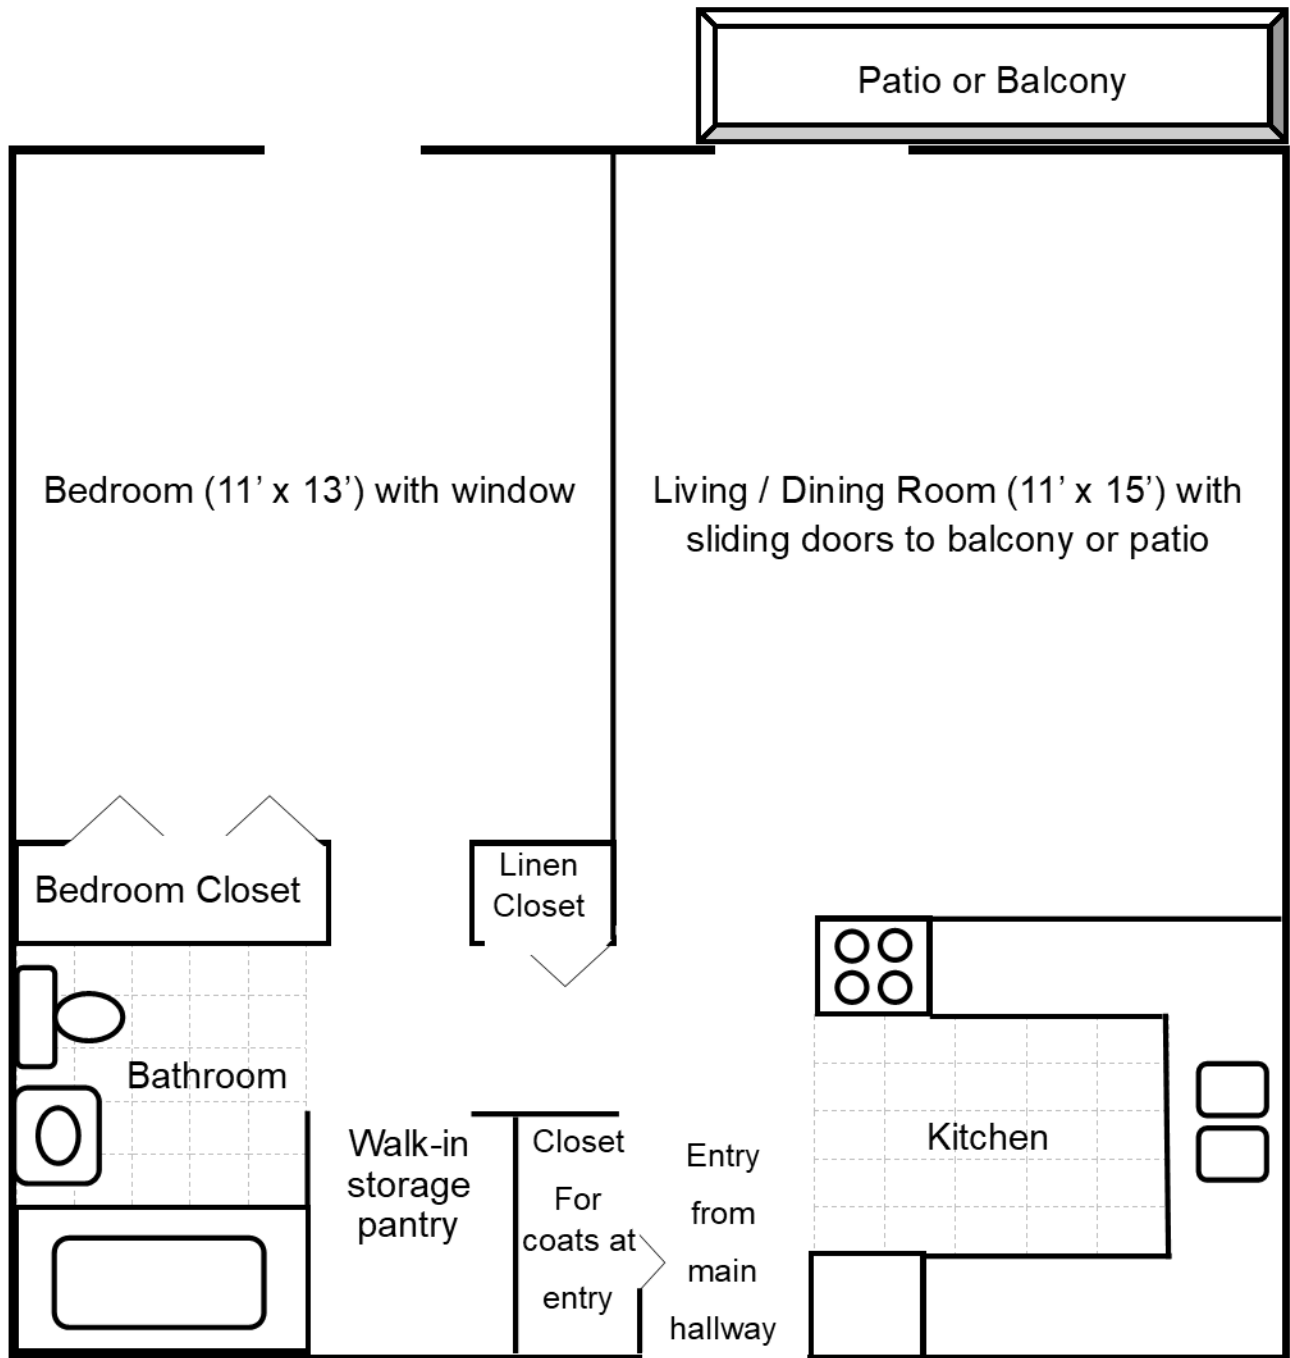 Patio or Balcony
Bedroom (11’ x 13’) with window
Living / Dining Room (11’ x 15’) with
sliding doors to balcony or patio
Bedroom Closet
Linen
Closet
Bathroom
Walk-in
storage
pantry
Closet
For
coats at
entry
Entry
from
main
hallway
Kitchen